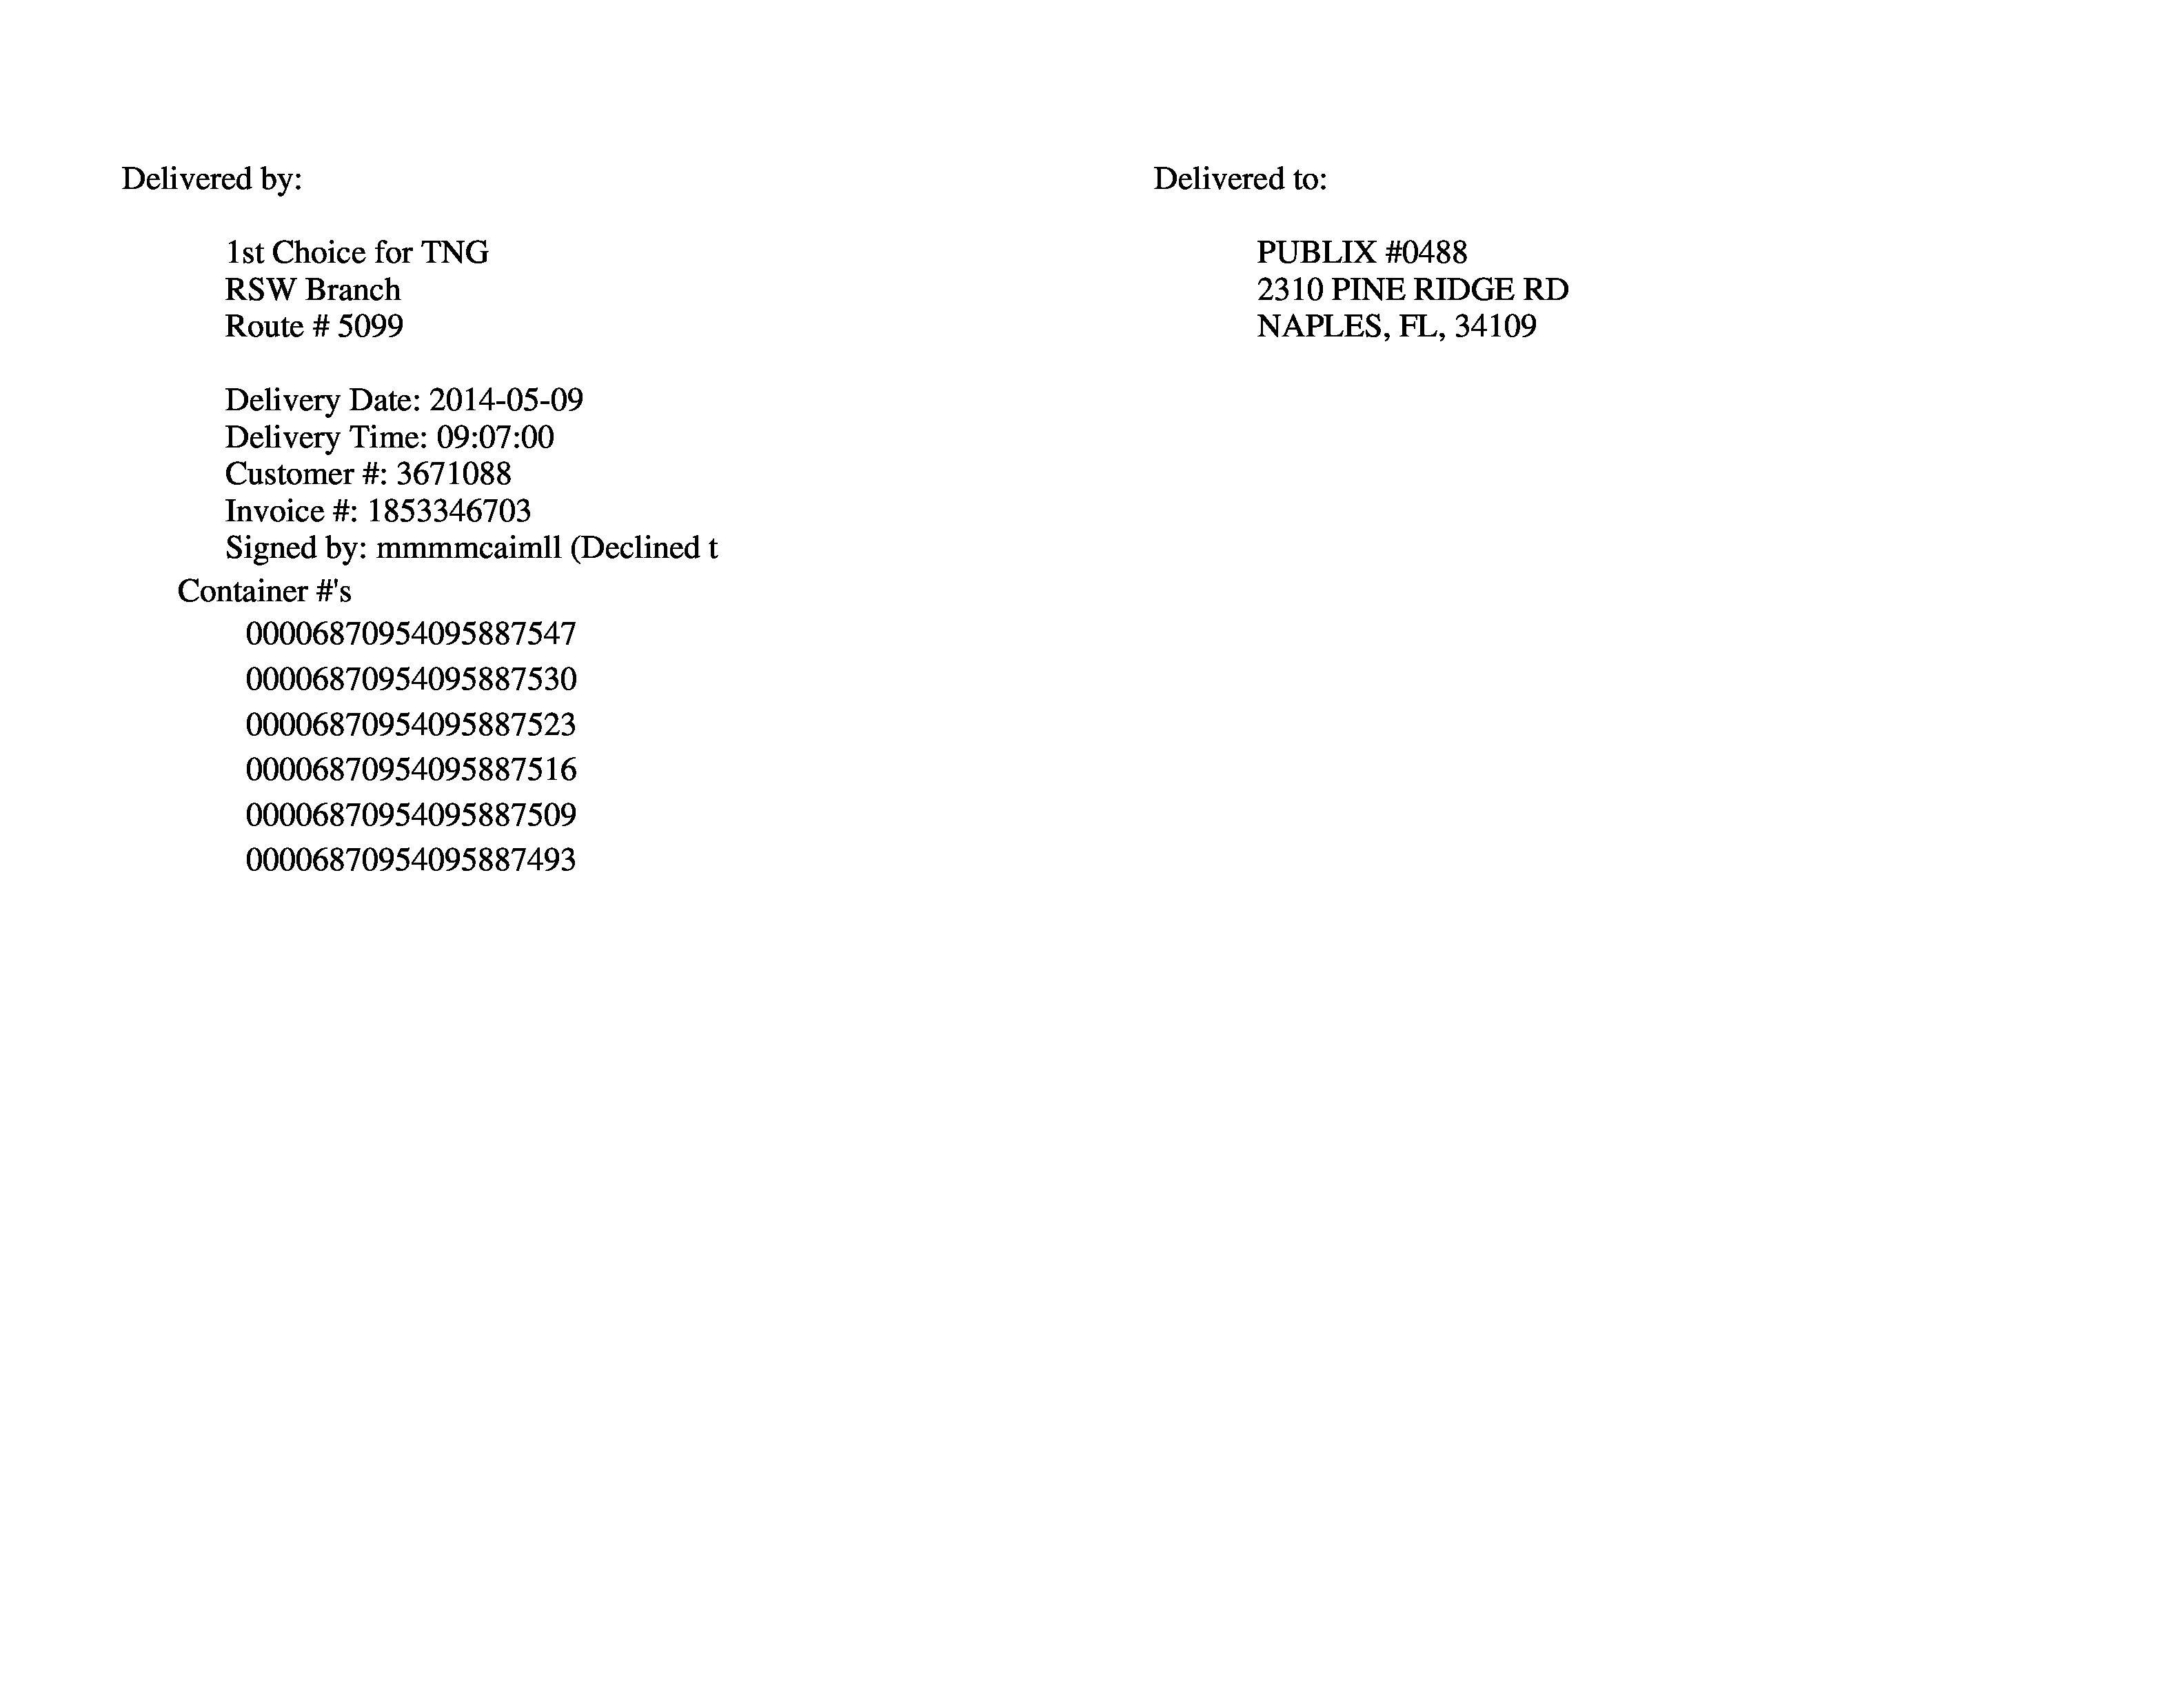 Delivered by:
1st Choice for TNG
RSW Branch
Route # 5099
Delivery Date: 2014-05-09
Delivery Time: 09:07:00
Customer #: 3671088
Invoice #: 1853346703
Signed by: mmmmcaimll (Declined t
Delivered to:
PUBLIX #0488
2310 PINE RIDGE RD
NAPLES, FL, 34109
Container #'s
00006870954095887547
00006870954095887530
00006870954095887523
00006870954095887516
00006870954095887509
00006870954095887493